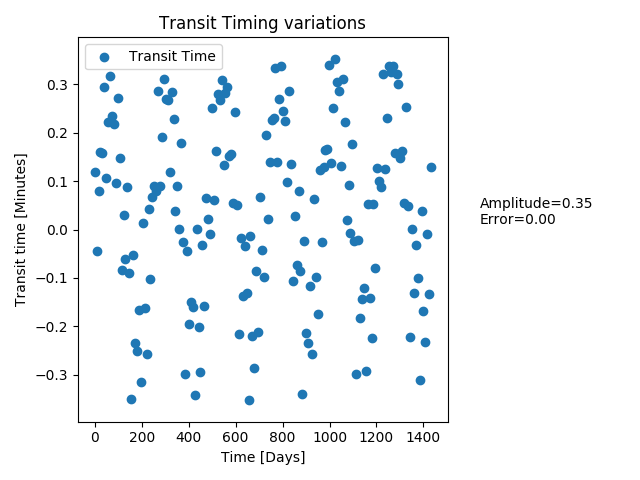 Transit Timing variations
Transit Time
0.3
0.2
0.1
0.0
−0.1
−0.2
−0.3
Transit time [Minutes]
0 200 400 600 800 1000 1200 1400
Time [Days]
Amplitude=0.35
Error=0.00